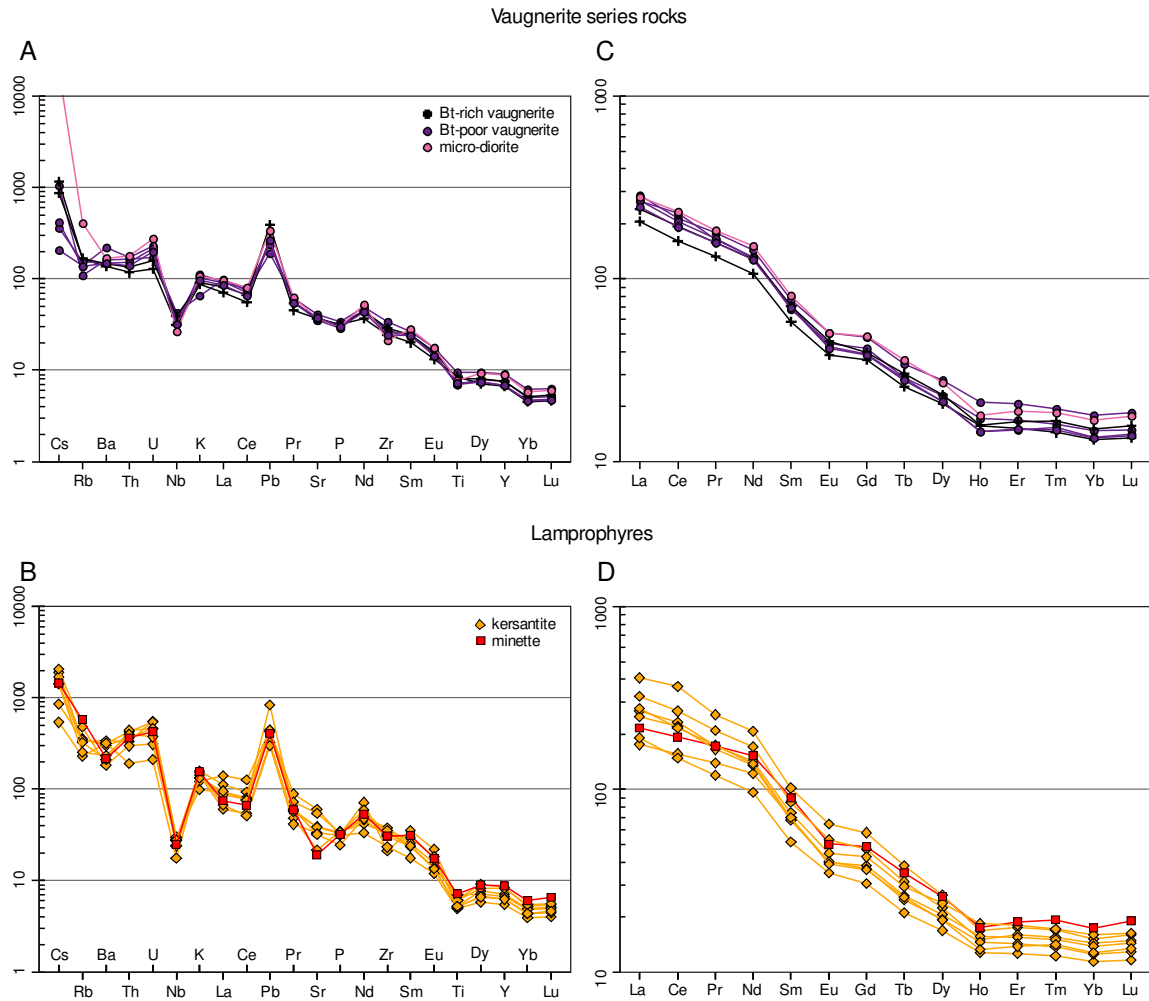 Vaugnerite series rocks
A
10000
1000
100
10
1
Bt-rich vaugnerite
Bt-poor vaugnerite
micro-diorite
Cs Ba U K Ce Pr P Zr Eu Dy Yb
Rb Th Nb La Pb Sr Nd Sm Ti Y Lu
C
1000
100
10
La Ce Pr Nd Sm Eu Gd Tb Dy Ho Er Tm Yb Lu
Lamprophyres
B
10000
1000
100
10
1
kersantite
minette
Cs Ba U K Ce Pr P Zr Eu Dy Yb
Rb Th Nb La Pb Sr Nd Sm Ti Y Lu
D
1000
100
10
La Ce Pr Nd Sm Eu Gd Tb Dy Ho Er Tm Yb Lu